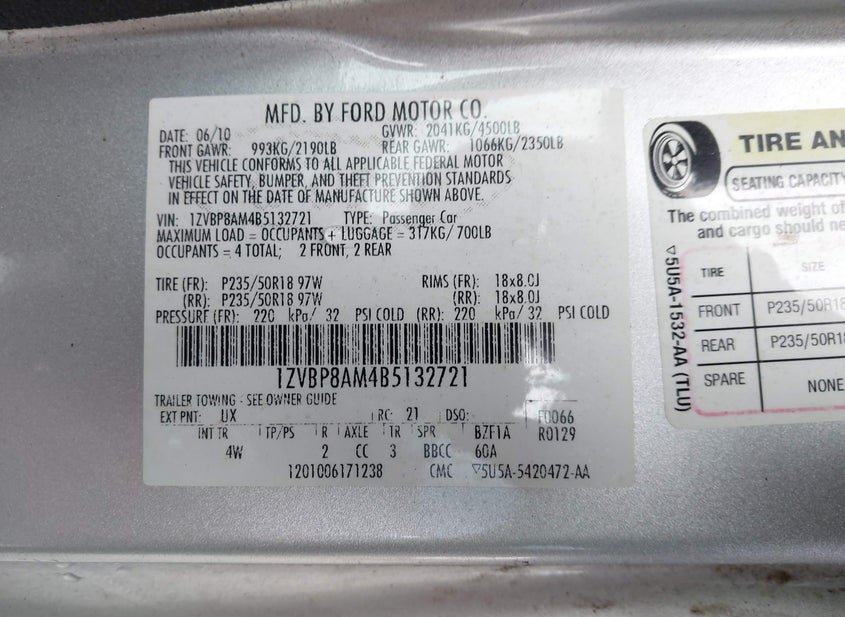 MFD. BY FORD MOTOR CO.
DATE: 06/10 GVWR: 2041KG/4500LB
FRONT GAWR: 993KG/2190LB REAR GAWR: 1066KG/2350LB
THIS VEHICLE CONFORMS TO ALL APPLICABLE FEDERAL MOTOR
VEHICLE SAFETY, BUMPER, AND THEFT PREVENTION STANDARDS
IN EFFECT ON THE DATE OF MANUFACTURE SHOWN ABOVE.
VIN: 1ZVBP8AM4B5132721 TYPE: Passenger Car
MAXIMUM LOAD = OCCUPANTS + LUGGAGE = 317KG/ 700LB
OCCUPANTS = 4 TOTAL; 2 FRONT, 2 REAR
TIRE (FR): P235/50R18 97W RIMS (FR): 18x8.0J
(RR): P235/50R18 97W (RR): 18x8.0J
PRESSURE (FR): 220 kPa/ 32 PSI COLD (RR): 220 kPa/ 32 PSI COLD
1ZVBP8AM4B5132721
TRAILER TOWING - SEE OWNER GUIDE
EXT PNT: UX RC: 21 DSO: F0066
INT TR TP/PS R AXLE TR SPR BZF1A R0129
4W 2 CC 3 BBCC 60A
1201006171238 CMC ▽5U5A-5420472-AA
TIRE AN
SEATING CAPACITY
The combined weight of
and cargo should ne
TIRE SIZE
FRONT P235/50R18
REAR P235/50R18
SPARE NONE
▽5U5A-1532-AA (TLU)